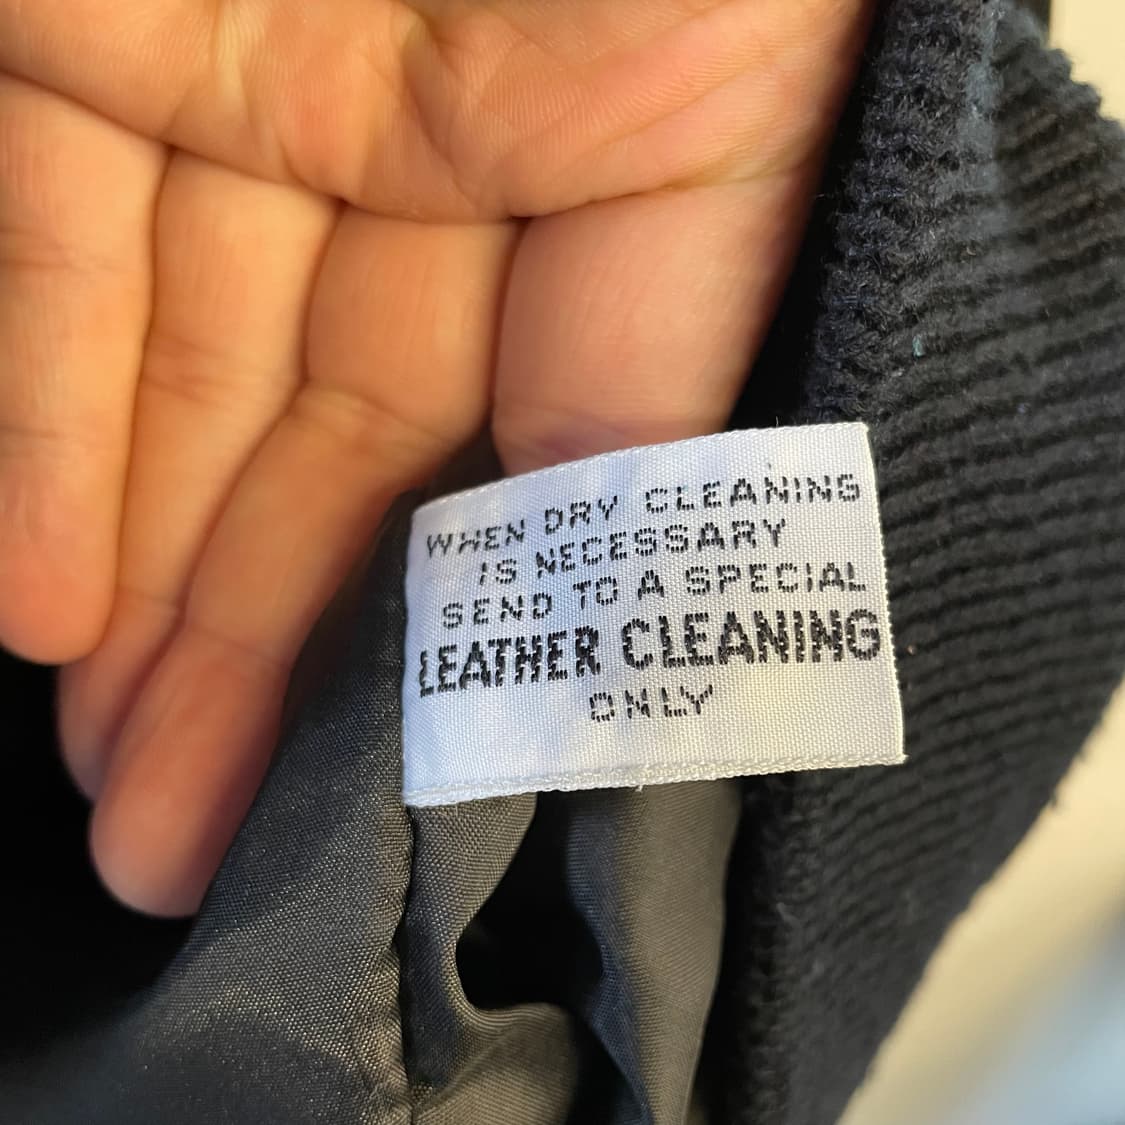 WHEN DRY CLEANING
IS NECESSARY
SEND TO A SPECIAL
LEATHER CLEANING
ONLY